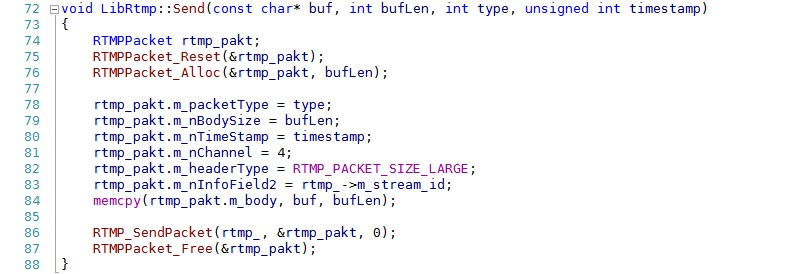 72 void LibRtmp::Send(const char* buf, int bufLen, int type, unsigned int timestamp)
73 {
74     RTMPPacket rtmp_pakt;
75     RTMPPacket_Reset(&rtmp_pakt);
76     RTMPPacket_Alloc(&rtmp_pakt, bufLen);
77
78     rtmp_pakt.m_packetType = type;
79     rtmp_pakt.m_nBodySize = bufLen;
80     rtmp_pakt.m_nTimeStamp = timestamp;
81     rtmp_pakt.m_nChannel = 4;
82     rtmp_pakt.m_headerType = RTMP_PACKET_SIZE_LARGE;
83     rtmp_pakt.m_nInfoField2 = rtmp_->m_stream_id;
84     memcpy(rtmp_pakt.m_body, buf, bufLen);
85
86     RTMP_SendPacket(rtmp_, &rtmp_pakt, 0);
87     RTMPPacket_Free(&rtmp_pakt);
88 }